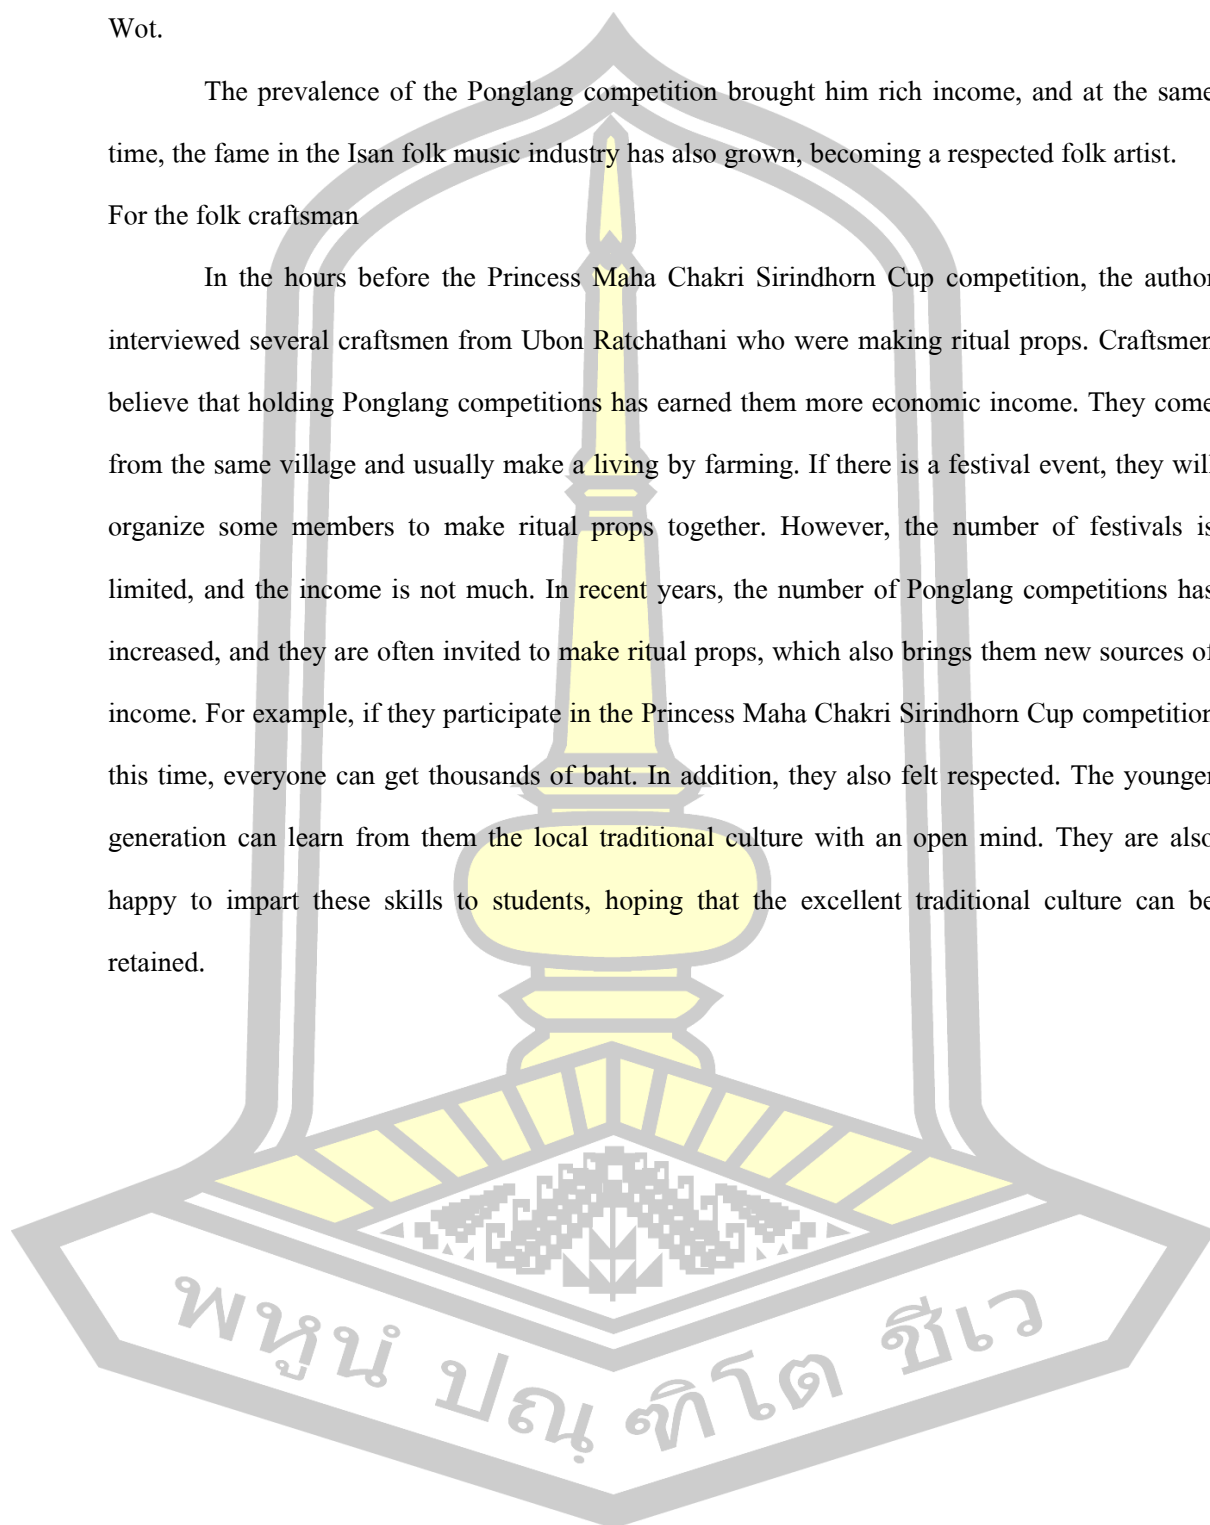 Wot.
The prevalence of the Ponglang competition brought him rich income, and at the same
time, the fame in the Isan folk music industry has also grown, becoming a respected folk artist.
For the folk craftsman
In the hours before the Princess Maha Chakri Sirindhorn Cup competition, the author
interviewed several craftsmen from Ubon Ratchathani who were making ritual props. Craftsmen
believe that holding Ponglang competitions has earned them more economic income. They come
from the same village and usually make a living by farming. If there is a festival event, they will
organize some members to make ritual props together. However, the number of festivals is
limited, and the income is not much. In recent years, the number of Ponglang competitions has
increased, and they are often invited to make ritual props, which also brings them new sources of
income. For example, if they participate in the Princess Maha Chakri Sirindhorn Cup competition
this time, everyone can get thousands of baht. In addition, they also felt respected. The younger
generation can learn from them the local traditional culture with an open mind. They are also
happy to impart these skills to students, hoping that the excellent traditional culture can be
retained.
พหูนํ ปณฺฑิโต ชีเว